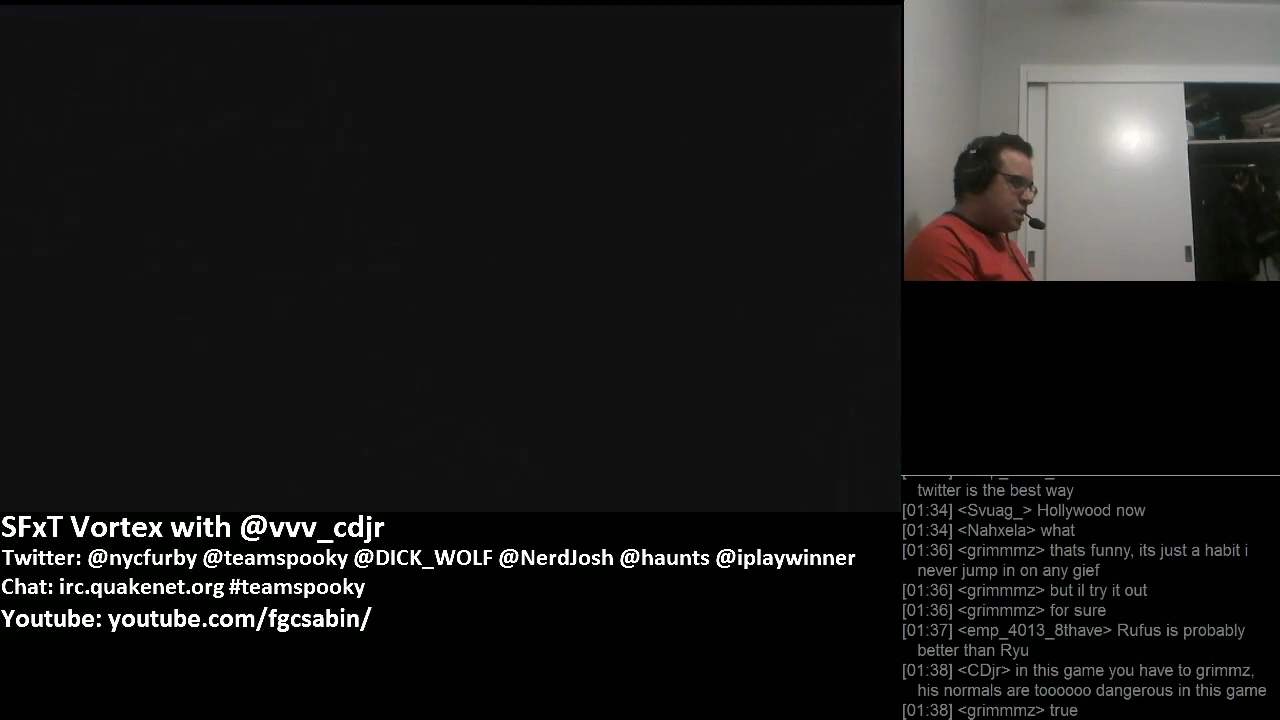 SFxT Vortex with @vvv_cdjr
Twitter: @nycfurby @teamspooky @DICK_WOLF @NerdJosh @haunts @iplaywinner
Chat: irc.quakenet.org #teamspooky
Youtube: youtube.com/fgcsabin/
twitter is the best way
[01:34] <Svuag_> Hollywood now
[01:34] <Nahxela> what
[01:36] <grimmmz> thats funny, its just a habit i
never jump in on any gief
[01:36] <grimmmz> but il try it out
[01:36] <grimmmz> for sure
[01:37] <emp_4013_8thave> Rufus is probably
better than Ryu
[01:38] <CDjr> in this game you have to grimmz,
his normals are toooooo dangerous in this game
[01:38] <grimmmz> true